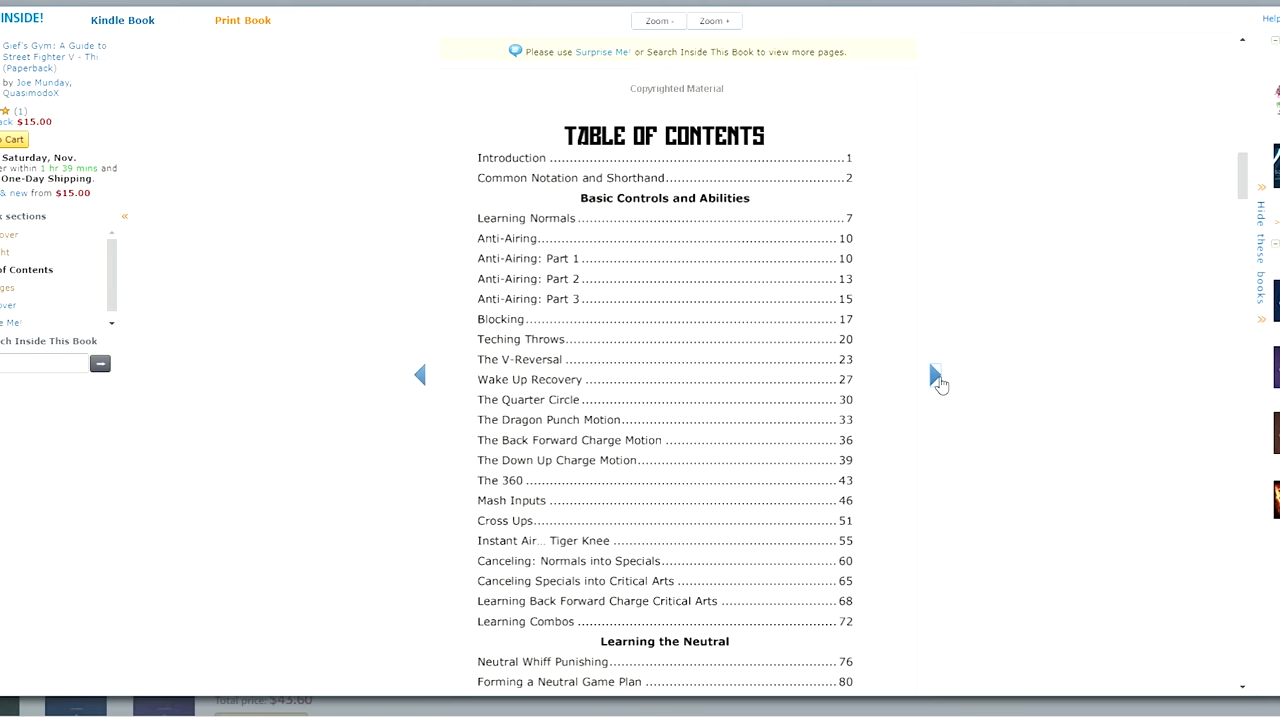 INSIDE!
Kindle Book
Print Book
Zoom -
Zoom +
Help
Gief's Gym: A Guide to
Street Fighter V - Thi
(Paperback)
by Joe Munday,
QuasimodoX
(1)
ack $15.00
o Cart
Saturday, Nov.
er within 1 hr 39 mins and
One-Day Shipping.
& new from $15.00
k sections
over
ht
of Contents
ges
over
e Me!
ch Inside This Book
Please use Surprise Me! or Search Inside This Book to view more pages.
Copyrighted Material
TABLE OF CONTENTS
Introduction ........ 1
Common Notation and Shorthand ........ 2
Basic Controls and Abilities
Learning Normals ........ 7
Anti-Airing ........ 10
Anti-Airing: Part 1 ........ 10
Anti-Airing: Part 2 ........ 13
Anti-Airing: Part 3 ........ 15
Blocking ........ 17
Teching Throws ........ 20
The V-Reversal ........ 23
Wake Up Recovery ........ 27
The Quarter Circle ........ 30
The Dragon Punch Motion ........ 33
The Back Forward Charge Motion ........ 36
The Down Up Charge Motion ........ 39
The 360 ........ 43
Mash Inputs ........ 46
Cross Ups ........ 51
Instant Air... Tiger Knee ........ 55
Canceling: Normals into Specials ........ 60
Canceling Specials into Critical Arts ........ 65
Learning Back Forward Charge Critical Arts ........ 68
Learning Combos ........ 72
Learning the Neutral
Neutral Whiff Punishing ........ 76
Forming a Neutral Game Plan ........ 80
Hide these books
Total price: $43.60